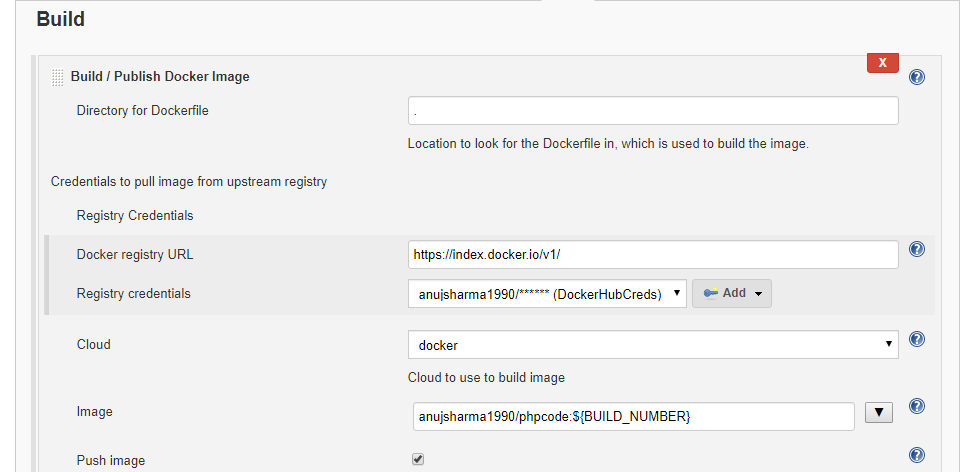 Build
Build / Publish Docker Image
X
Directory for Dockerfile
.
Location to look for the Dockerfile in, which is used to build the image.
Credentials to pull image from upstream registry
Registry Credentials
Docker registry URL
https://index.docker.io/v1/
Registry credentials
anujsharma1990/****** (DockerHubCreds)
Add
Cloud
docker
Cloud to use to build image
Image
anujsharma1990/phpcode:${BUILD_NUMBER}
Push image